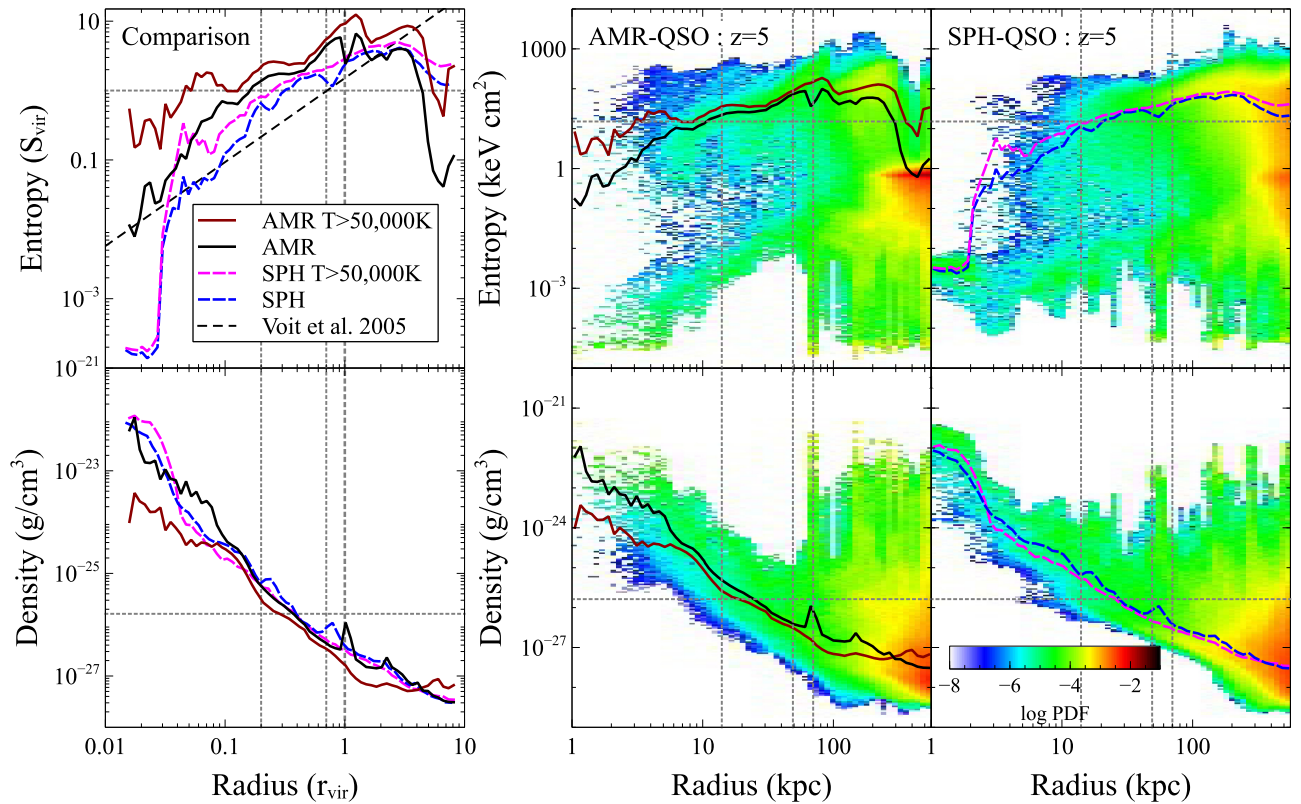 Comparison
AMR-QSO : z=5
SPH-QSO : z=5
10
0.1
10⁻³
10⁻²¹
Entropy (S_vir)
AMR T>50,000K
AMR
SPH T>50,000K
SPH
Voit et al. 2005
1000
1
10⁻³
Entropy (keV cm²)
10⁻²³
10⁻²⁵
10⁻²⁷
Density (g/cm³)
10⁻²¹
10⁻²⁴
10⁻²⁷
Density (g/cm³)
−8 −6 −4 −2
log PDF
0.01 0.1 1 10
Radius (r_vir)
1 10 100
Radius (kpc)
1 10 100
Radius (kpc)